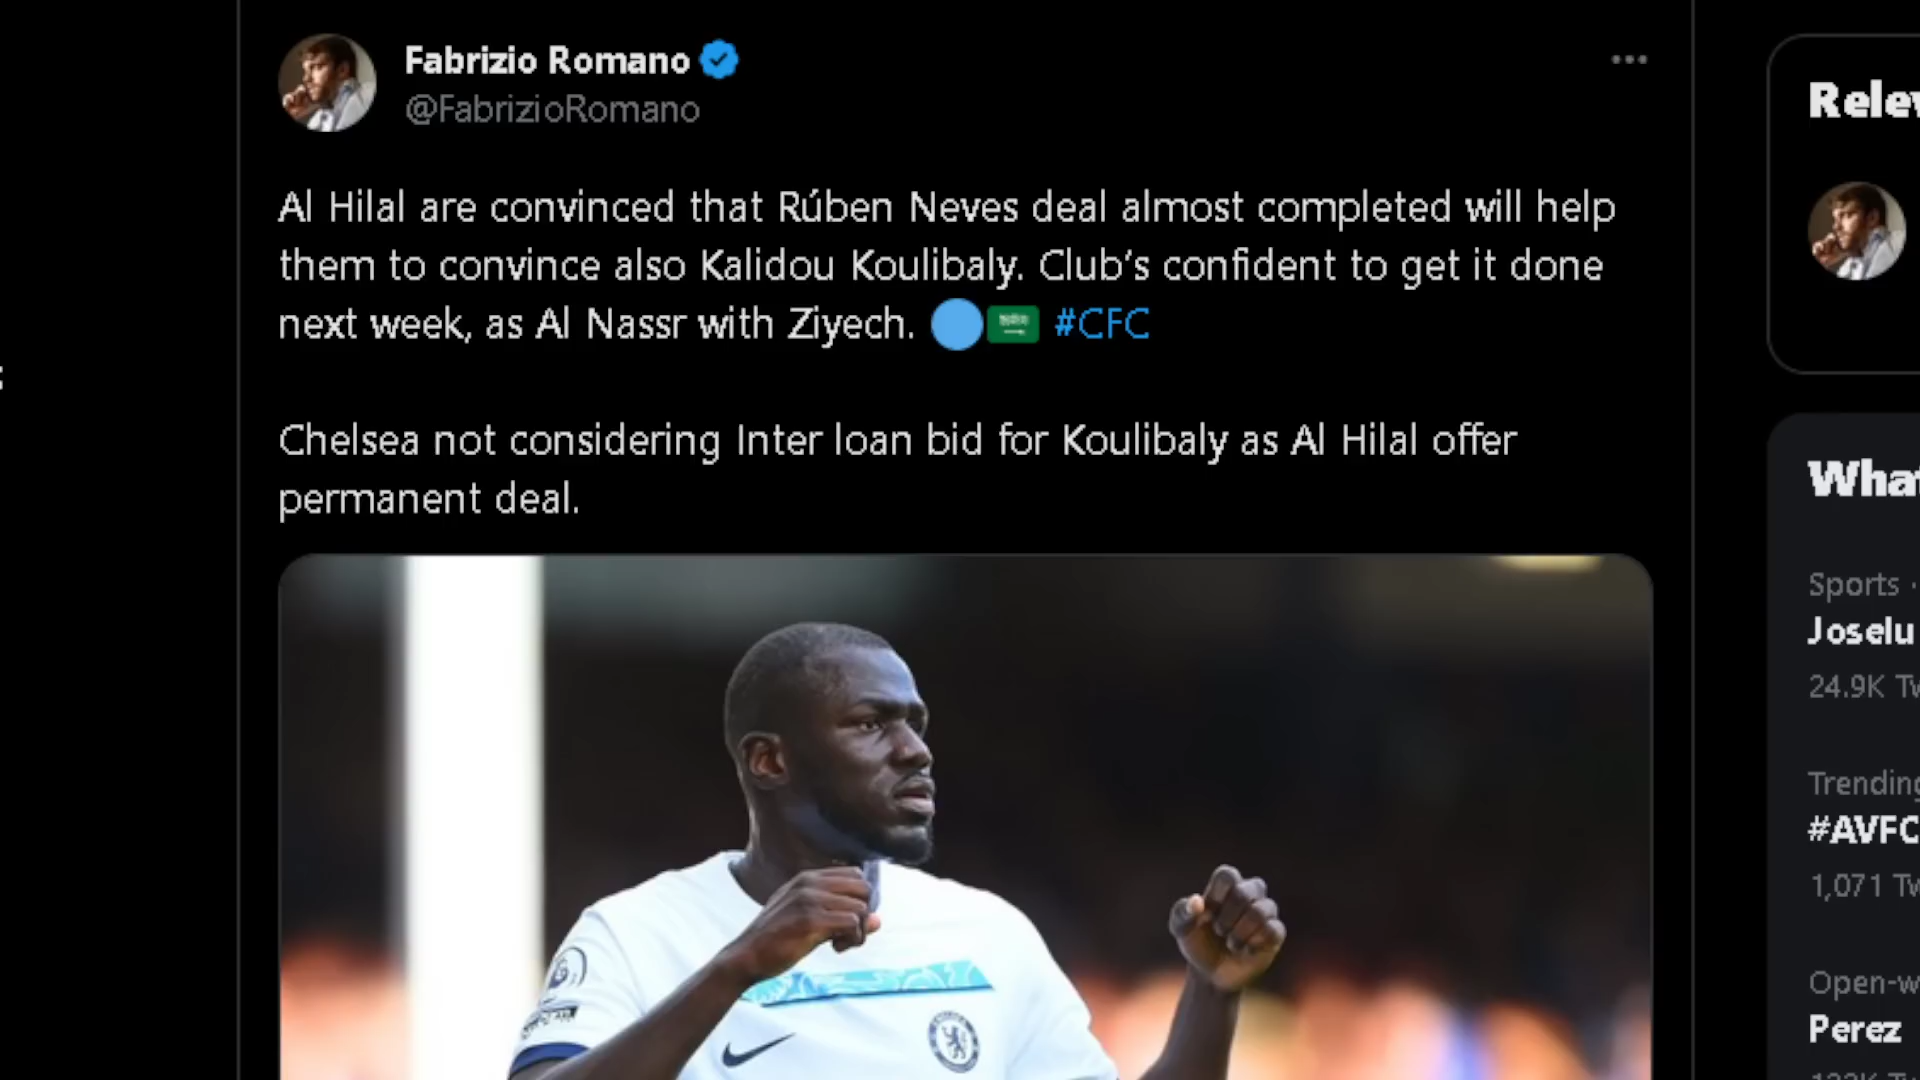 Fabrizio Romano
@FabrizioRomano
Al Hilal are convinced that Rúben Neves deal almost completed will help
them to convince also Kalidou Koulibaly. Club’s confident to get it done
next week, as Al Nassr with Ziyech. #CFC
Chelsea not considering Inter loan bid for Koulibaly as Al Hilal offer
permanent deal.
Sports ·
Joselu
24.9K
Trending
#AVFC
1,071
Perez